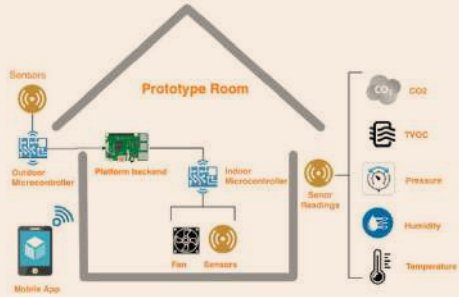 Sensors
Prototype Room
CO2
CO2
TVOC
Outdoor
Microcontroller
Platform backend
Indoor
Microcontroller
Senor
Readings
Pressure
Humidity
Fan
Sensors
Mobile App
Temperature